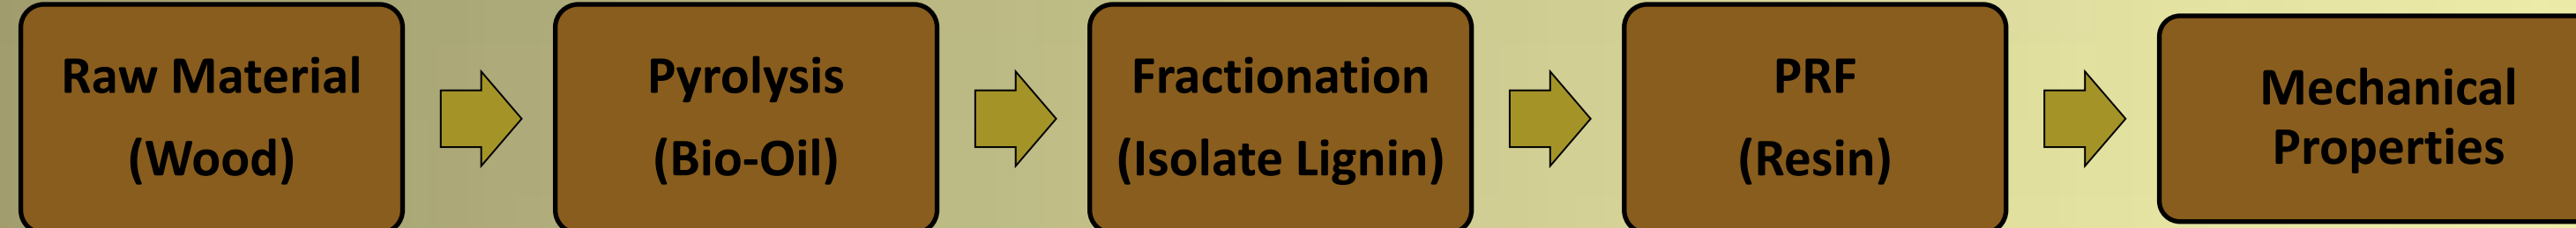 Raw Material
(Wood)
Pyrolysis
(Bio-Oil)
Fractionation
(Isolate Lignin)
PRF
(Resin)
Mechanical
Properties